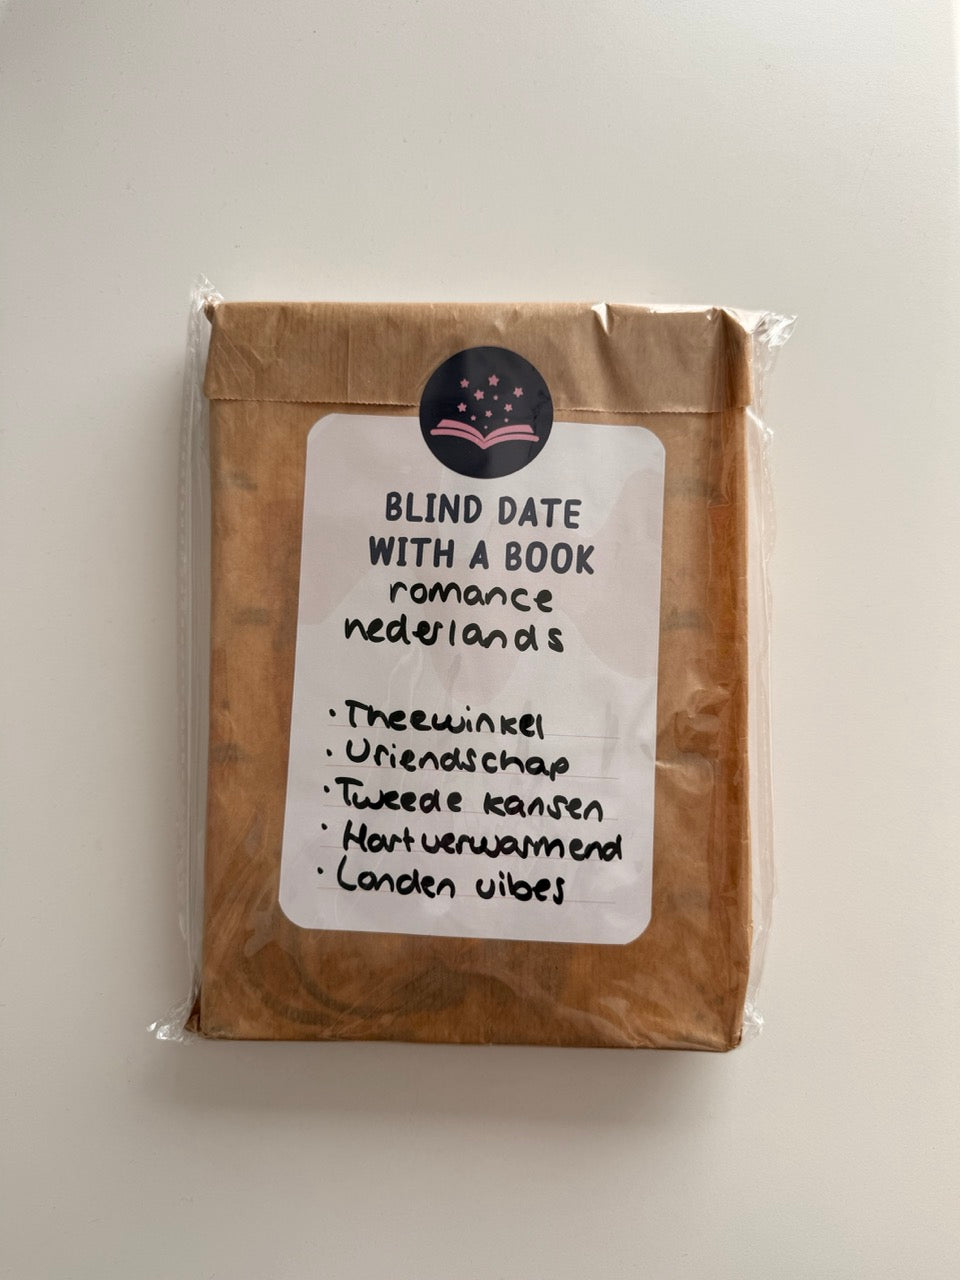 BLIND DATE
WITH A BOOK
romance
nederlands
· Theewinkel
· Vriendschap
· Tweede kansen
· Hartverwarmend
· Londen vibes